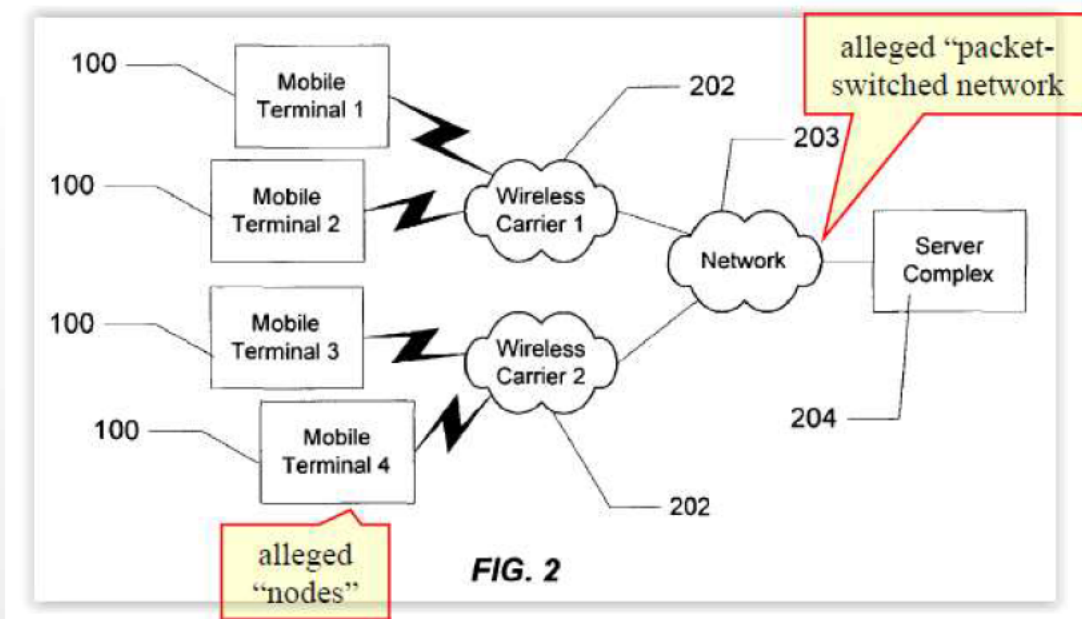 alleged “packet-
switched network
100
Mobile
Terminal 1
202
203
100
Mobile
Terminal 2
Wireless
Carrier 1
Network
Server
Complex
100
Mobile
Terminal 3
Wireless
Carrier 2
204
100
Mobile
Terminal 4
202
alleged
“nodes”
FIG. 2